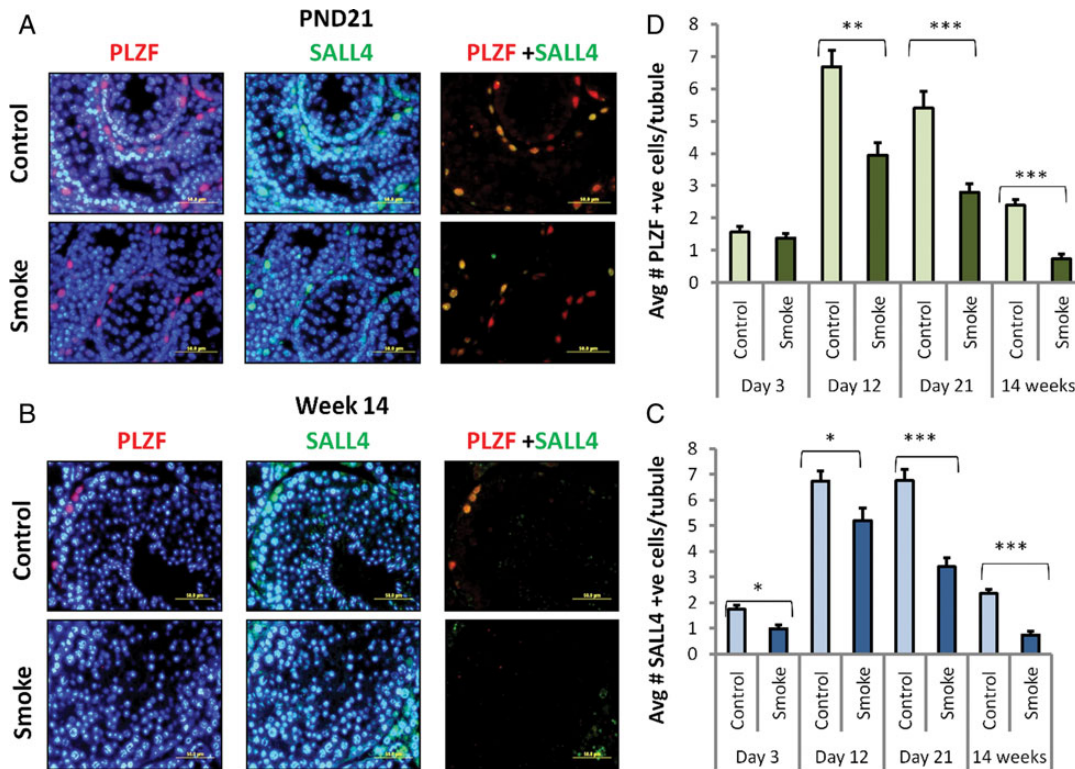 A
PND21
PLZF
SALL4
PLZF +SALL4
Control
Smoke
B
Week 14
PLZF
SALL4
PLZF +SALL4
Control
Smoke
D
Avg # PLZF +ve cells/tubule
8
7
6
5
4
3
2
1
0
**
***
***
Control
Smoke
Control
Smoke
Control
Smoke
Control
Smoke
Day 3
Day 12
Day 21
14 weeks
C
Avg # SALL4 +ve cells/tubule
8
7
6
5
4
3
2
1
0
*
*
***
***
Control
Smoke
Control
Smoke
Control
Smoke
Control
Smoke
Day 3
Day 12
Day 21
14 weeks